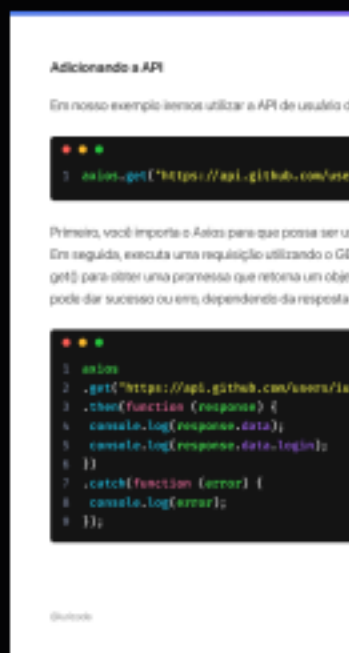 Adicionando a API
Em nosso exemplo iremos utilizar a API de usuário d
1 axios.get("https://api.github.com/use
Primeiro, você importa o Axios para que possa ser u
Em seguida, executa uma requisição utilizando o GE
get() para obter uma promessa que retorna um obje
pode dar sucesso ou erro, dependendo da resposta
1 axios
2 .get("https://api.github.com/users/iu
3 .then(function (response) {
4 console.log(response.data);
5 console.log(response.data.login);
6 })
7 .catch(function (error) {
8 console.log(error);
9 });